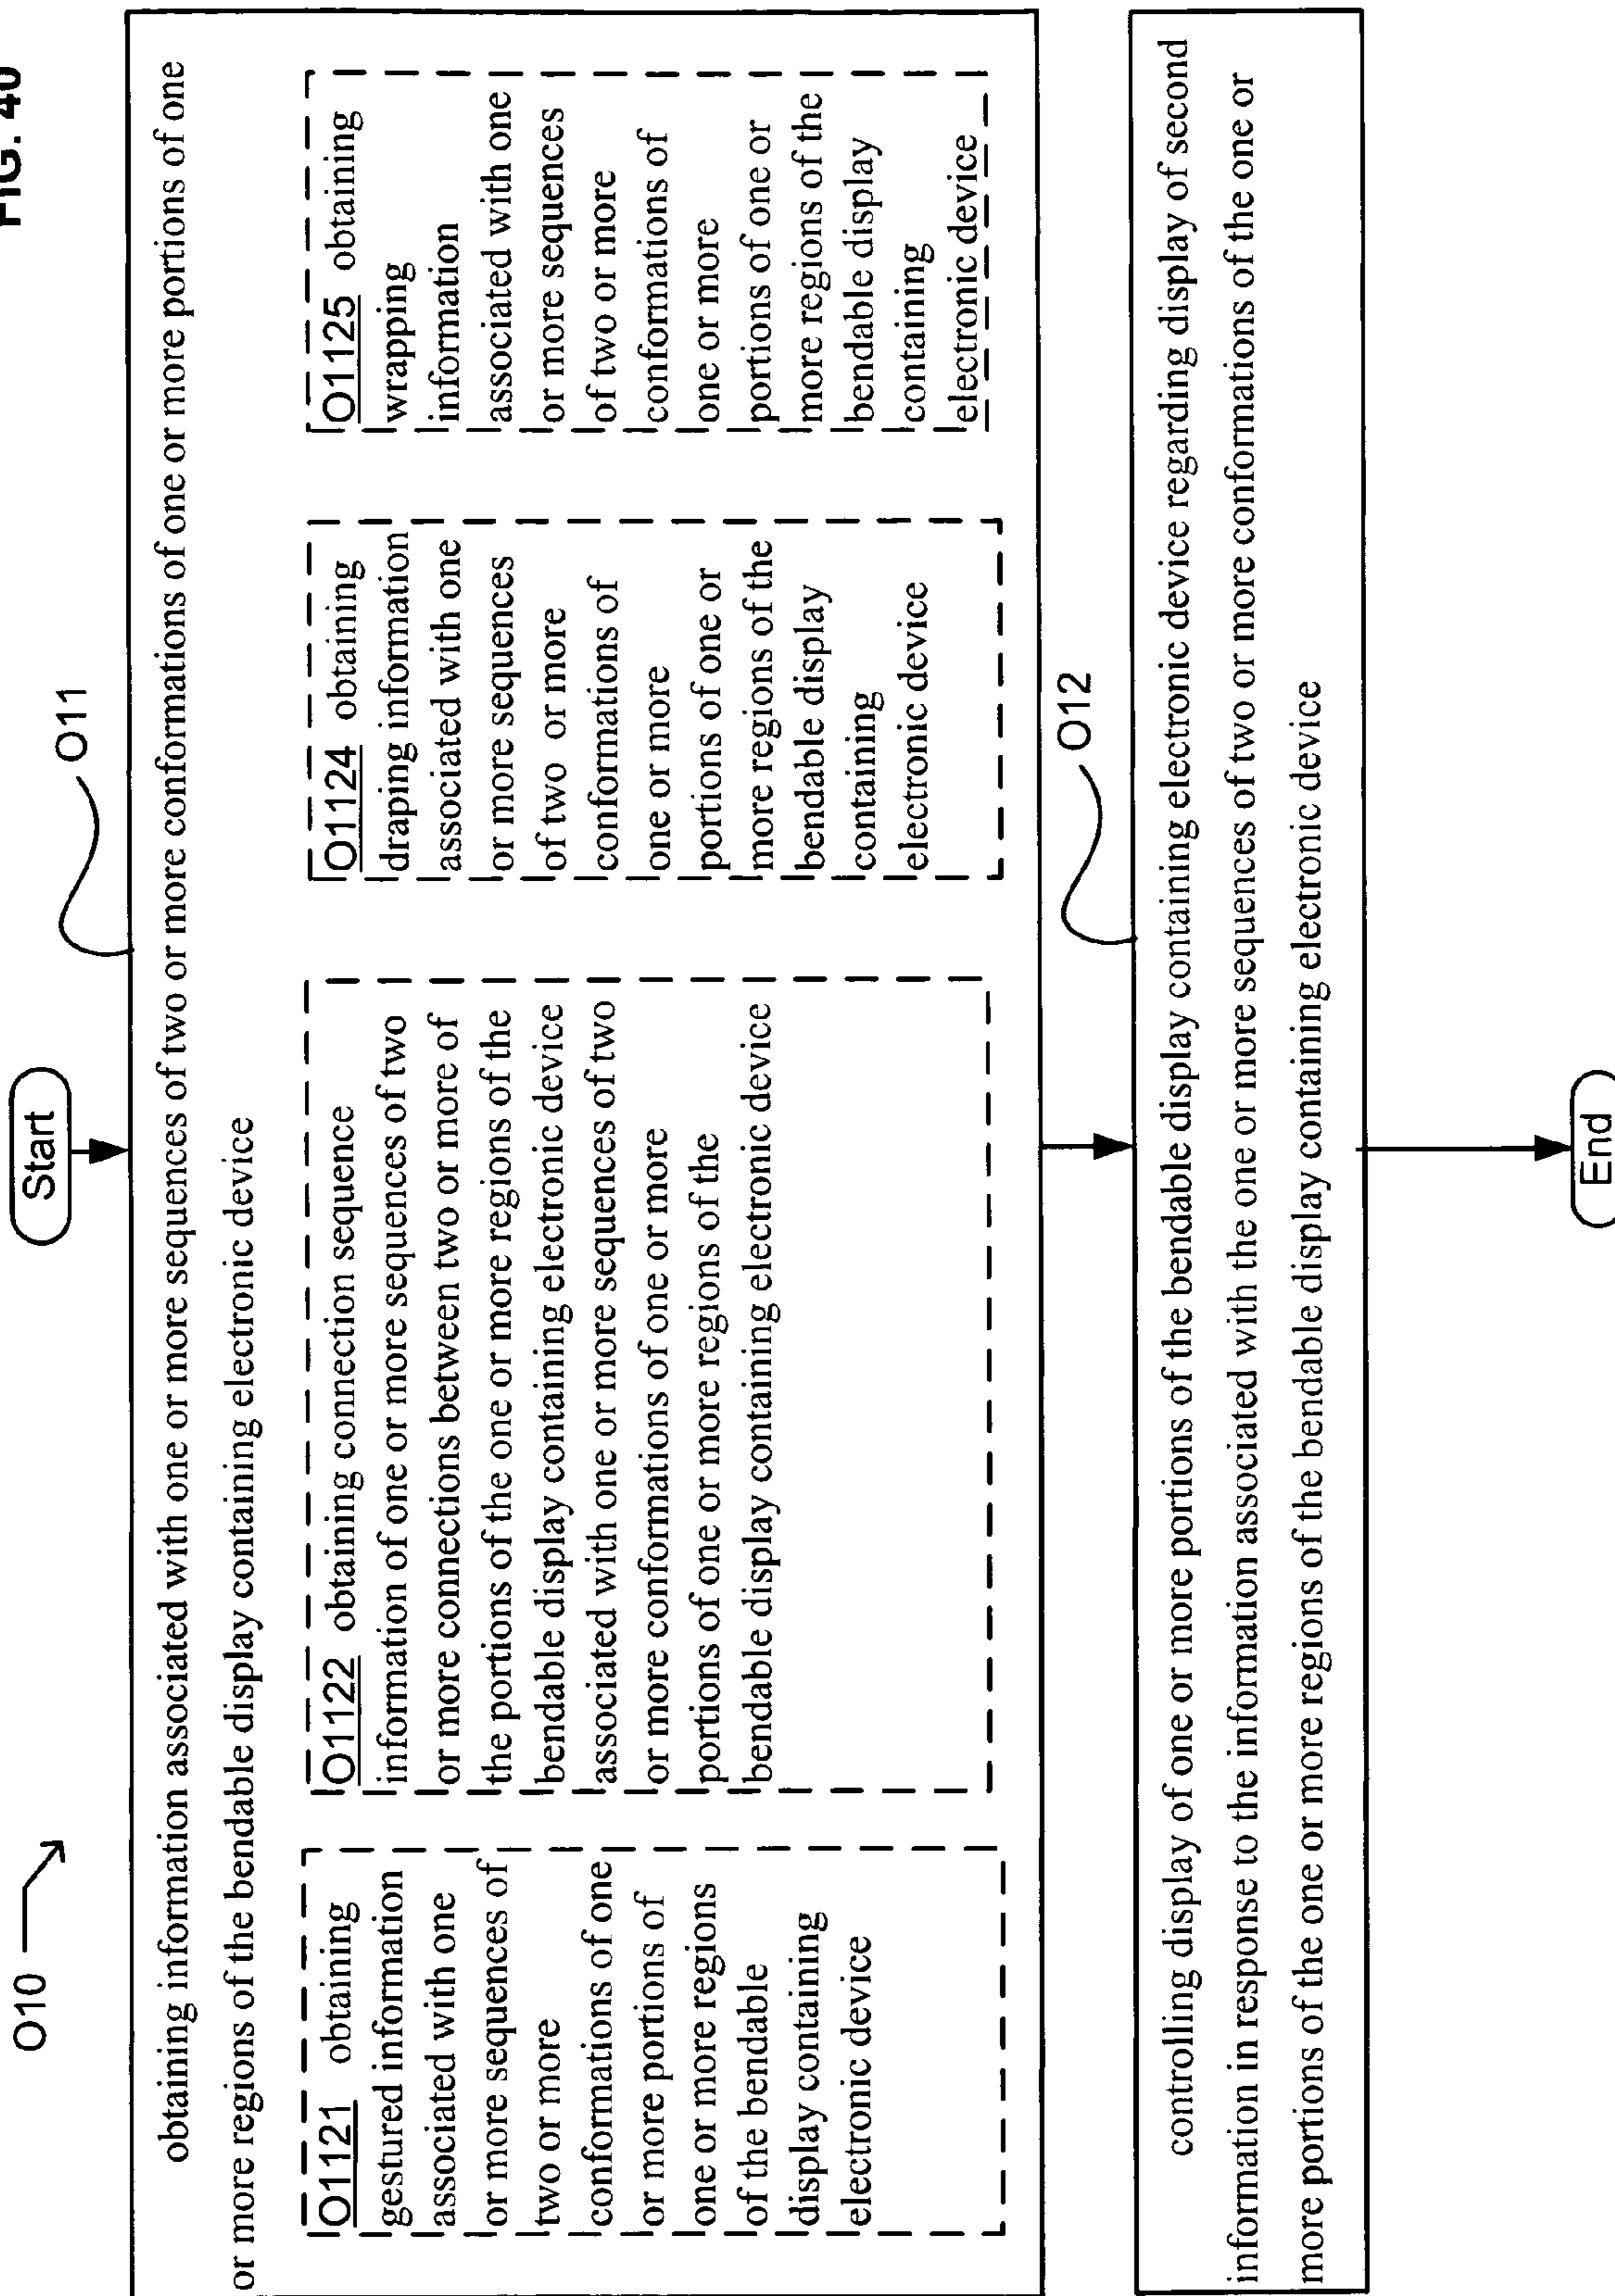 FIG. 40
O10
Start
O11
obtaining information associated with one or more sequences of two or more conformations of one or more portions of one
or more regions of the bendable display containing electronic device
O1121 obtaining
gestured information
associated with one
or more sequences of
two or more
conformations of one
or more portions of
one or more regions
of the bendable
display containing
electronic device
O1122 obtaining connection sequence
information of one or more sequences of two
or more connections between two or more of
the portions of the one or more regions of the
bendable display containing electronic device
associated with one or more sequences of two
or more conformations of one or more
portions of one or more regions of the
bendable display containing electronic device
O1124 obtaining
draping information
associated with one
or more sequences
of two or more
conformations of
one or more
portions of one or
more regions of the
bendable display
containing
electronic device
O1125 obtaining
wrapping
information
associated with one
or more sequences
of two or more
conformations of
one or more
portions of one or
more regions of the
bendable display
containing
electronic device
O12
controlling display of one or more portions of the bendable display containing electronic device regarding display of second
information in response to the information associated with the one or more sequences of two or more conformations of the one or
more portions of the one or more regions of the bendable display containing electronic device
End